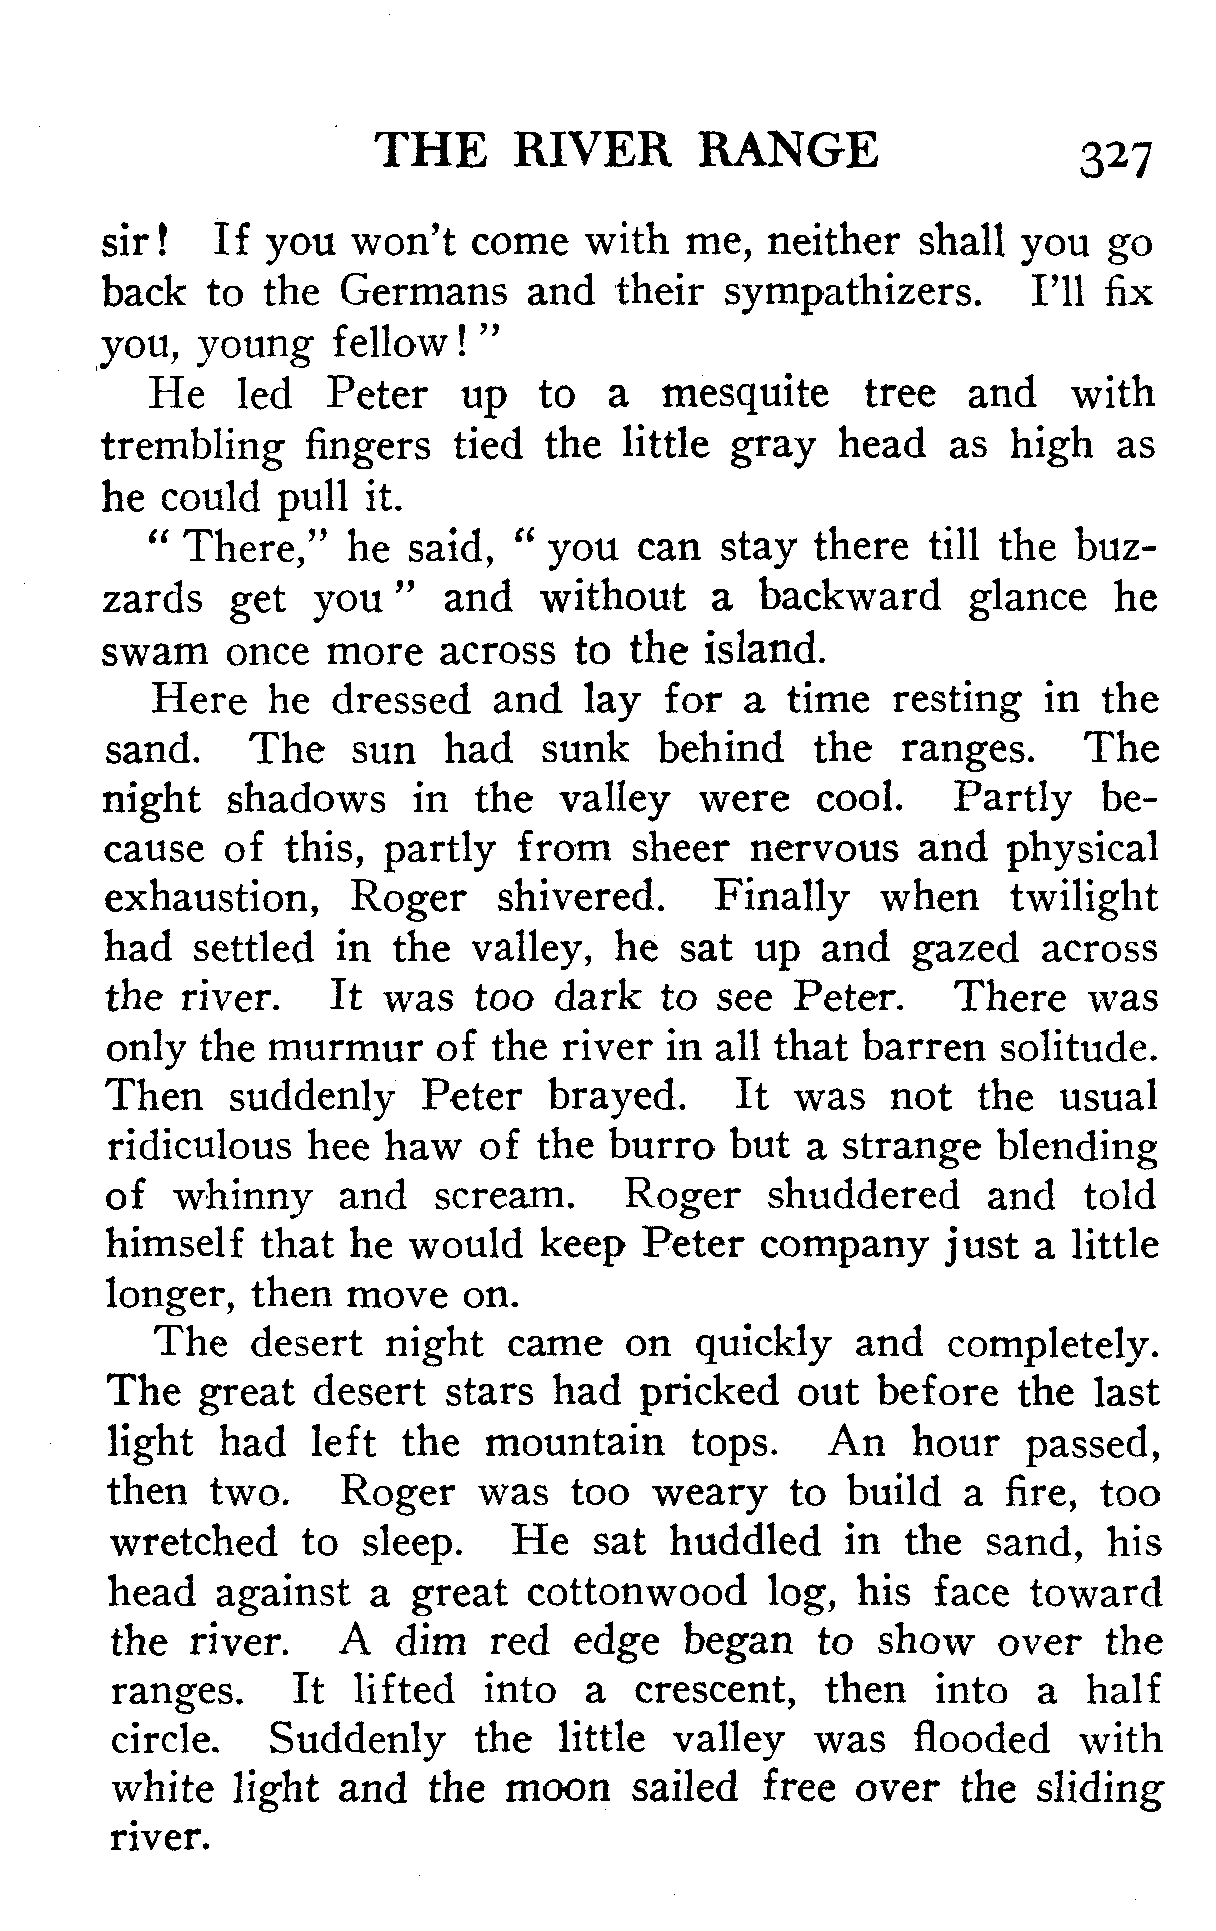 THE RIVER RANGE 327
sir! If you won't come with me, neither shall you go
back to the Germans and their sympathizers. I'll fix
you, young fellow!"
He led Peter up to a mesquite tree and with
trembling fingers tied the little gray head as high as
he could pull it.
"There," he said, "you can stay there till the buz-
zards get you" and without a backward glance he
swam once more across to the island.
Here he dressed and lay for a time resting in the
sand. The sun had sunk behind the ranges. The
night shadows in the valley were cool. Partly be-
cause of this, partly from sheer nervous and physical
exhaustion, Roger shivered. Finally when twilight
had settled in the valley, he sat up and gazed across
the river. It was too dark to see Peter. There was
only the murmur of the river in all that barren solitude.
Then suddenly Peter brayed. It was not the usual
ridiculous hee haw of the burro but a strange blending
of whinny and scream. Roger shuddered and told
himself that he would keep Peter company just a little
longer, then move on.
The desert night came on quickly and completely.
The great desert stars had pricked out before the last
light had left the mountain tops. An hour passed,
then two. Roger was too weary to build a fire, too
wretched to sleep. He sat huddled in the sand, his
head against a great cottonwood log, his face toward
the river. A dim red edge began to show over the
ranges. It lifted into a crescent, then into a half
circle. Suddenly the little valley was flooded with
white light and the moon sailed free over the sliding
river.